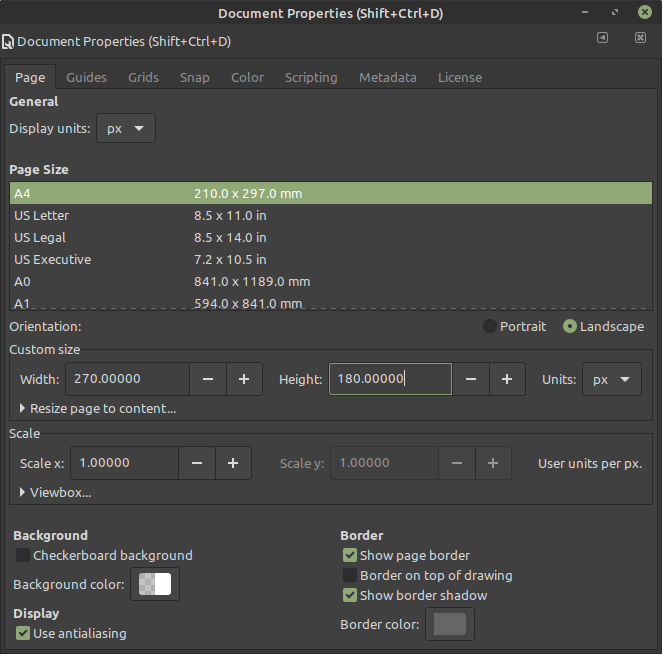 Document Properties (Shift+Ctrl+D)
Document Properties (Shift+Ctrl+D)
Page Guides Grids Snap Color Scripting Metadata License
General
Display units: px
Page Size
A4 210.0 x 297.0 mm
US Letter 8.5 x 11.0 in
US Legal 8.5 x 14.0 in
US Executive 7.2 x 10.5 in
A0 841.0 x 1189.0 mm
A1 594.0 x 841.0 mm
Orientation: Portrait Landscape
Custom size
Width: 270.00000 Height: 180.00000 Units: px
Resize page to content...
Scale
Scale x: 1.00000 Scale y: 1.00000 User units per px.
Viewbox...
Background
Checkerboard background
Background color:
Display
Use antialiasing
Border
Show page border
Border on top of drawing
Show border shadow
Border color: